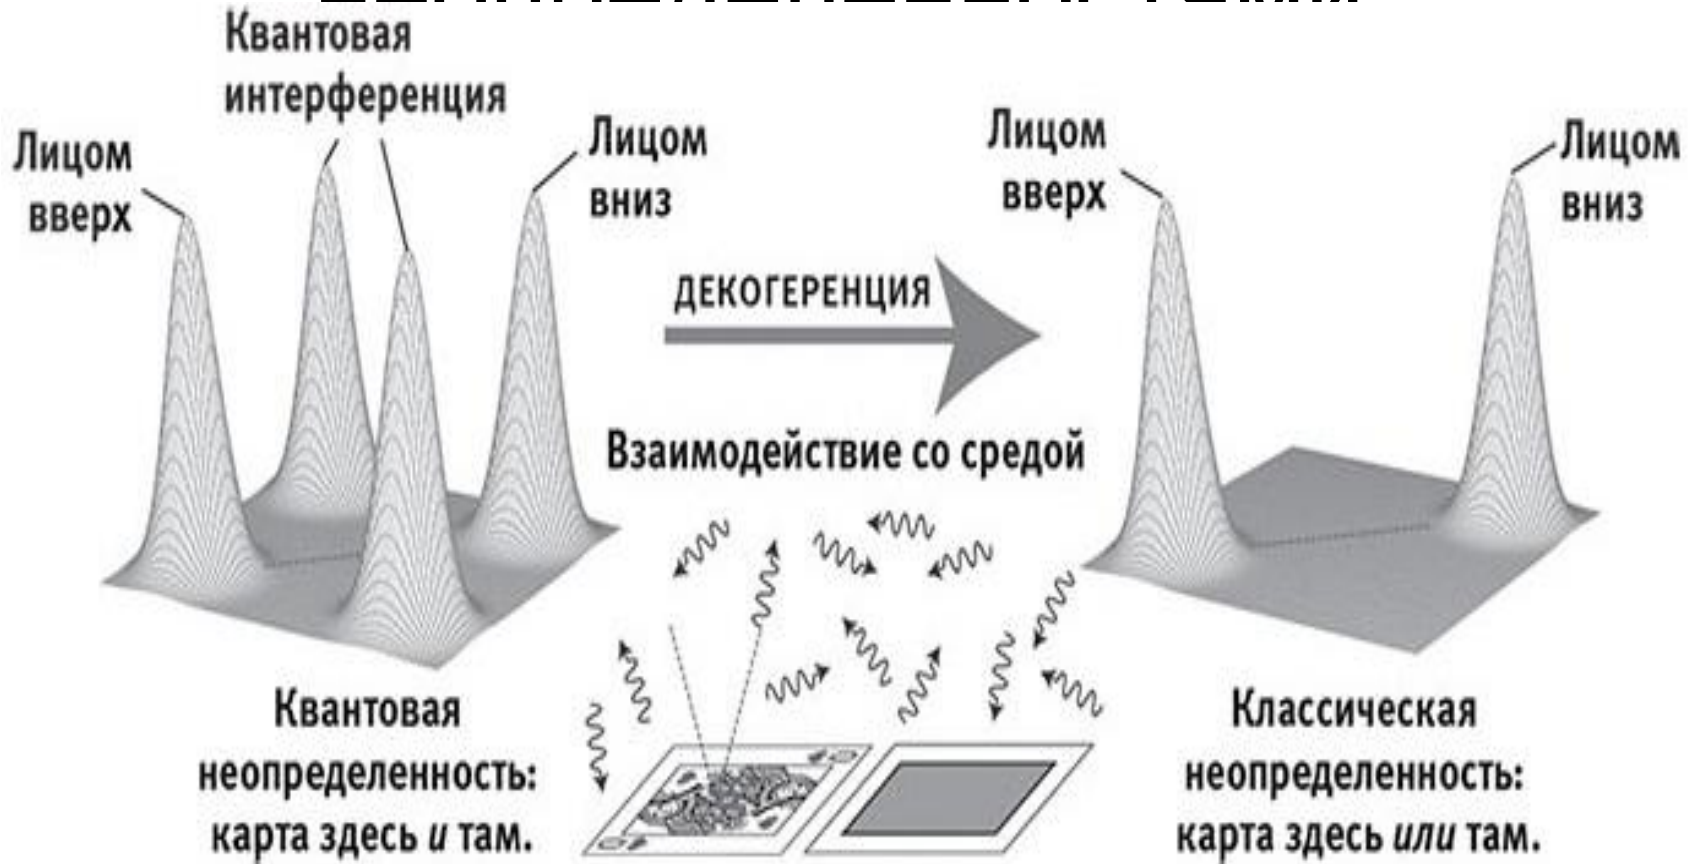 Квантовая
интерференция
Лицом
вверх
Лицом
вниз
ДЕКОГЕРЕНЦИЯ
Взаимодействие со средой
Лицом
вверх
Лицом
вниз
Квантовая
неопределенность:
карта здесь и там.
Классическая
неопределенность:
карта здесь или там.